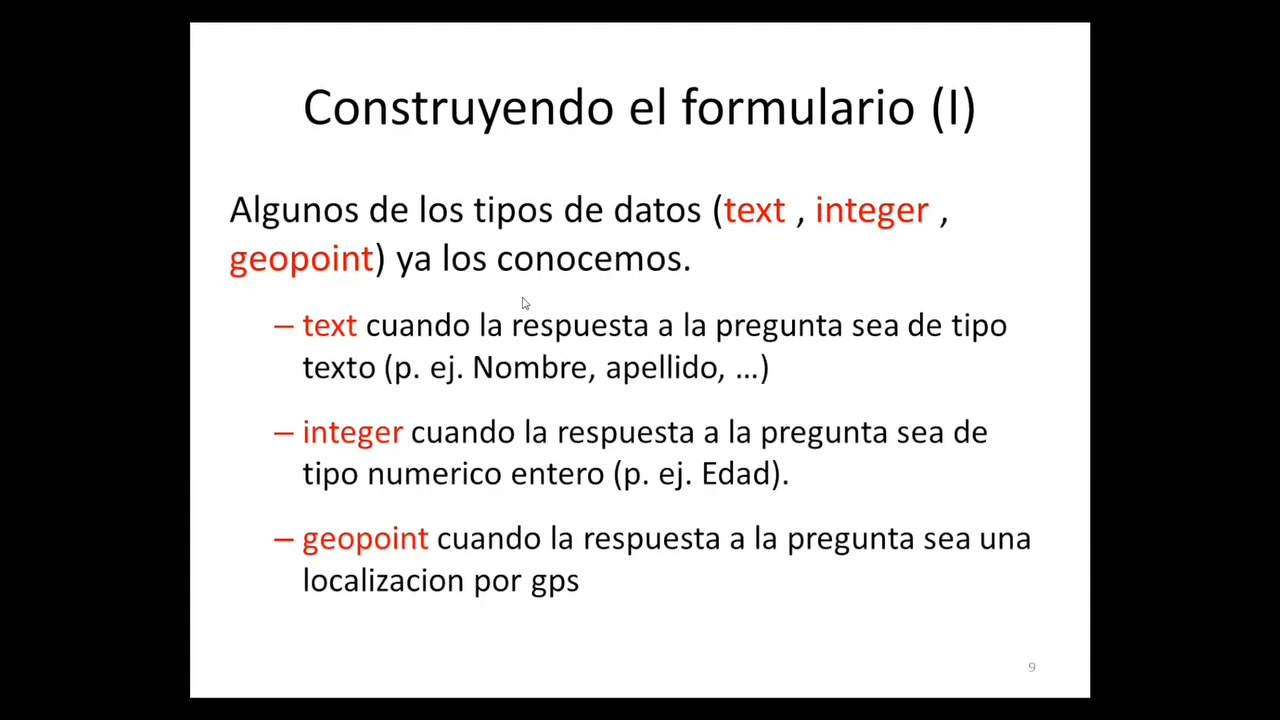 Construyendo el formulario (I)
Algunos de los tipos de datos (text , integer ,
geopoint) ya los conocemos.
– text cuando la respuesta a la pregunta sea de tipo
texto (p. ej. Nombre, apellido, …)
– integer cuando la respuesta a la pregunta sea de
tipo numerico entero (p. ej. Edad).
– geopoint cuando la respuesta a la pregunta sea una
localizacion por gps
9